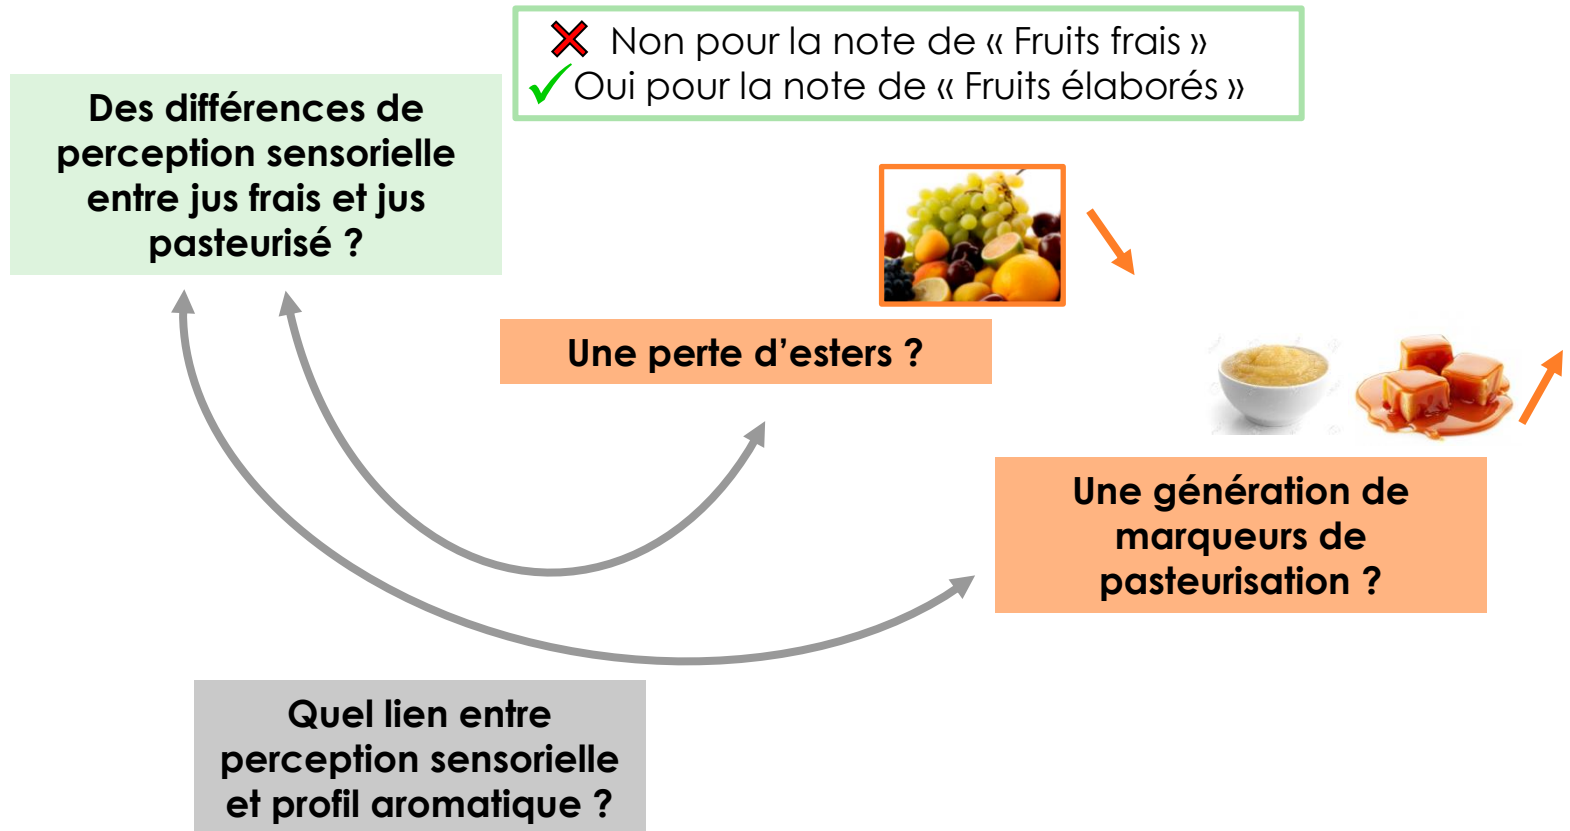 Non pour la note de « Fruits frais »
Oui pour la note de « Fruits élaborés »
Des différences de
perception sensorielle
entre jus frais et jus
pasteurisé ?
Une perte d’esters ?
Une génération de
marqueurs de
pasteurisation ?
Quel lien entre
perception sensorielle
et profil aromatique ?